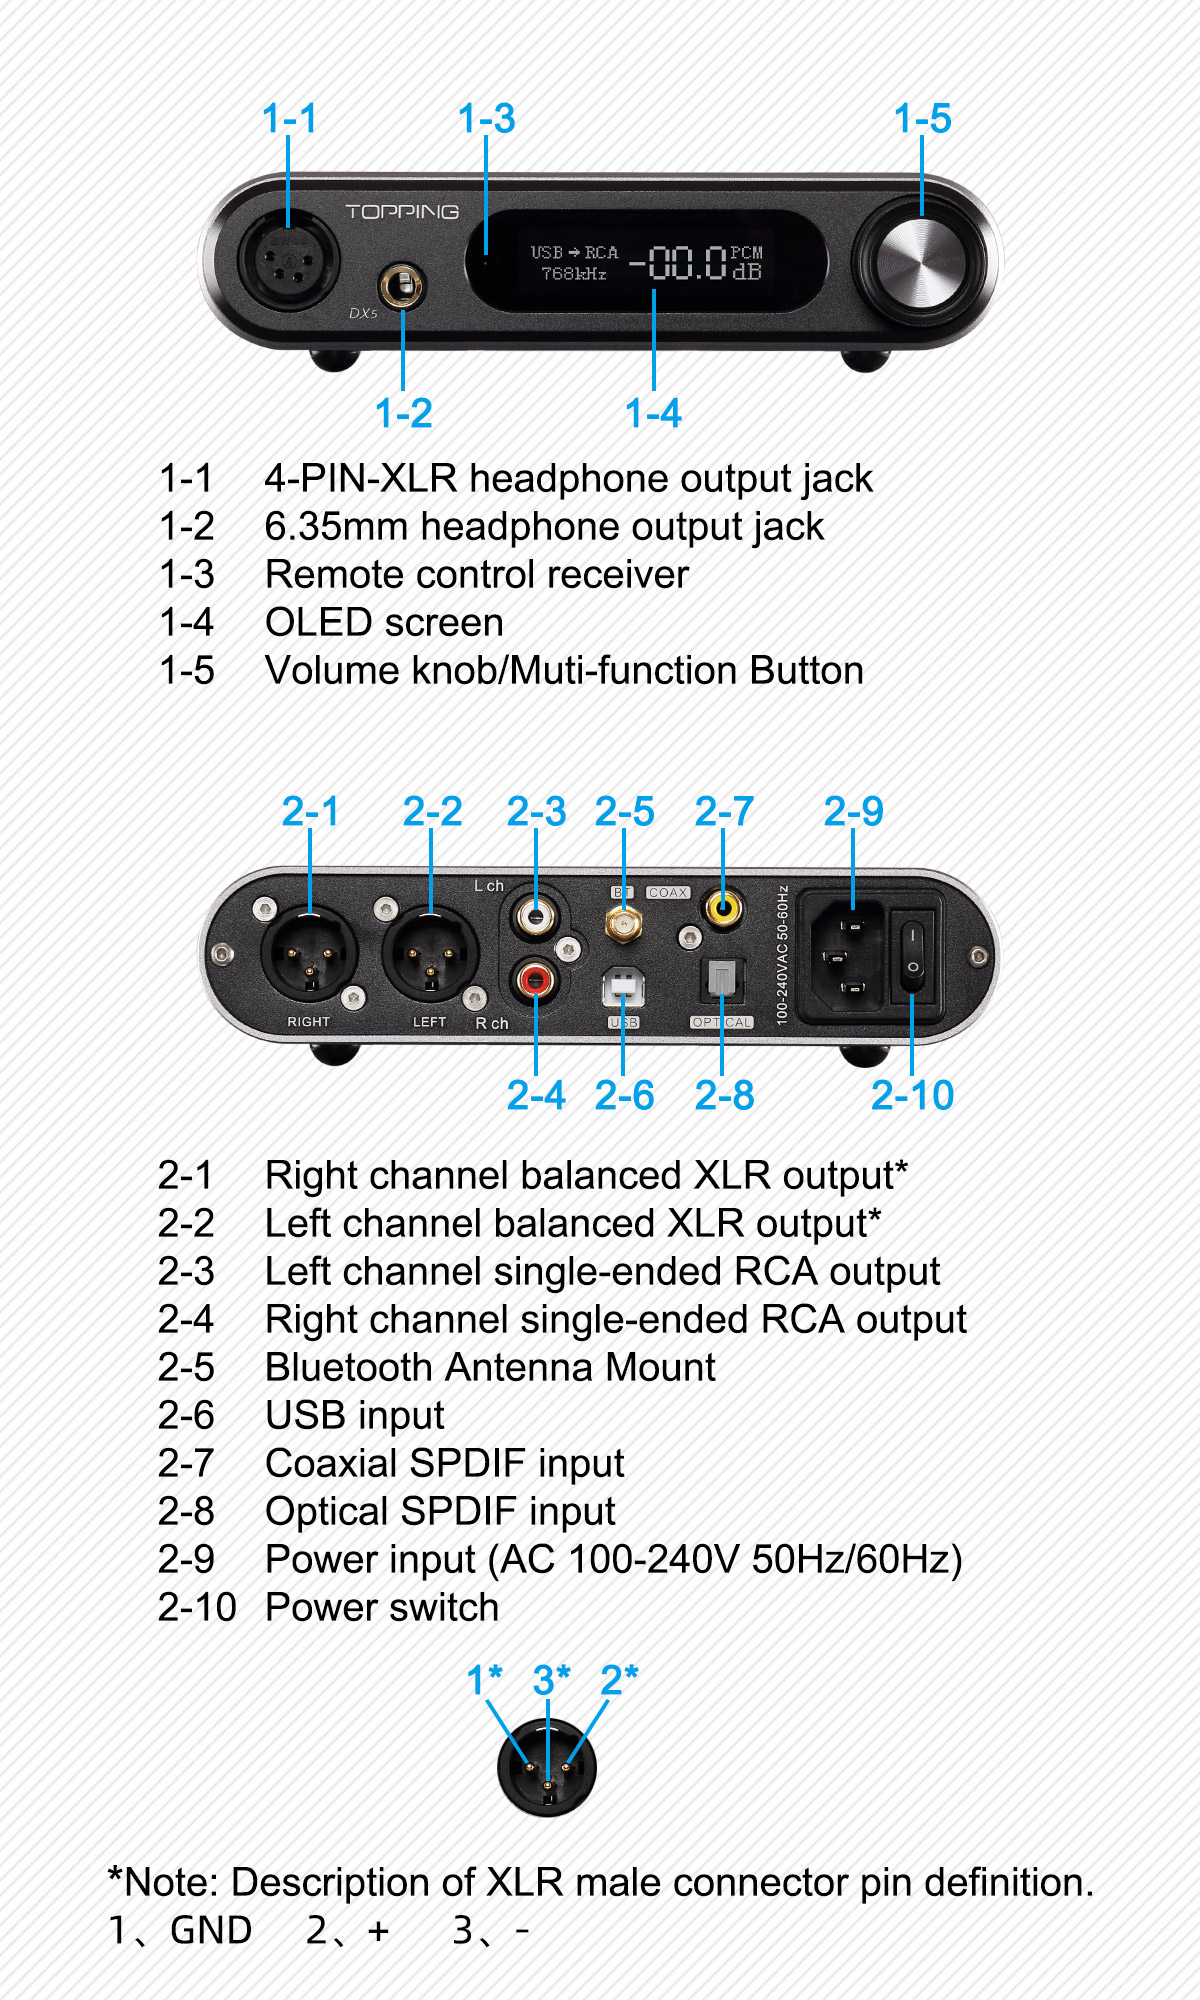 1-1 1-3 1-5
TOPPING
USB → RCA -00.0 PCM
768kHz dB
DX5
1-2 1-4
1-1 4-PIN-XLR headphone output jack
1-2 6.35mm headphone output jack
1-3 Remote control receiver
1-4 OLED screen
1-5 Volume knob/Muti-function Button
2-1 2-2 2-3 2-5 2-7 2-9
L ch
BT COAX
100-240VAC 50-60Hz
I
O
RIGHT LEFT R ch USB OPTICAL
2-4 2-6 2-8 2-10
2-1 Right channel balanced XLR output*
2-2 Left channel balanced XLR output*
2-3 Left channel single-ended RCA output
2-4 Right channel single-ended RCA output
2-5 Bluetooth Antenna Mount
2-6 USB input
2-7 Coaxial SPDIF input
2-8 Optical SPDIF input
2-9 Power input (AC 100-240V 50Hz/60Hz)
2-10 Power switch
1* 3* 2*
*Note: Description of XLR male connector pin definition.
1、GND 2、+ 3、-